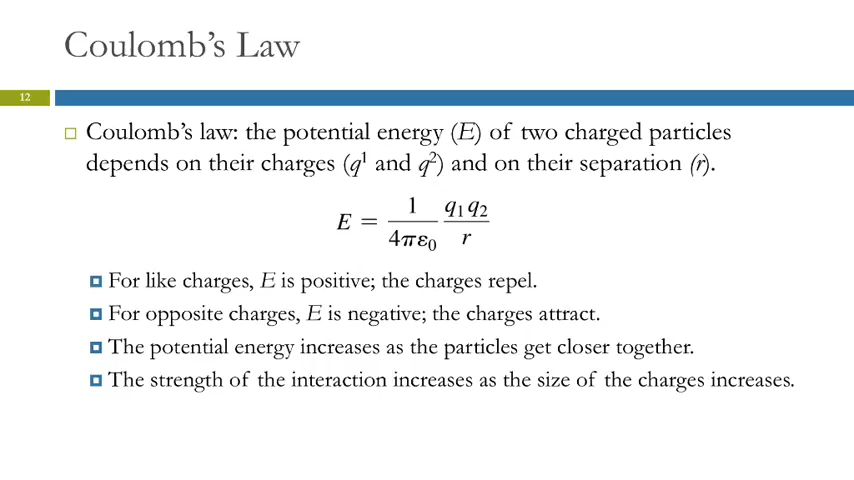 Coulomb's Law
12
Coulomb's law: the potential energy (E) of two charged particles
depends on their charges (q¹ and q²) and on their separation (r).
E = 1/(4πε₀) q₁q₂/r
For like charges, E is positive; the charges repel.
For opposite charges, E is negative; the charges attract.
The potential energy increases as the particles get closer together.
The strength of the interaction increases as the size of the charges increases.